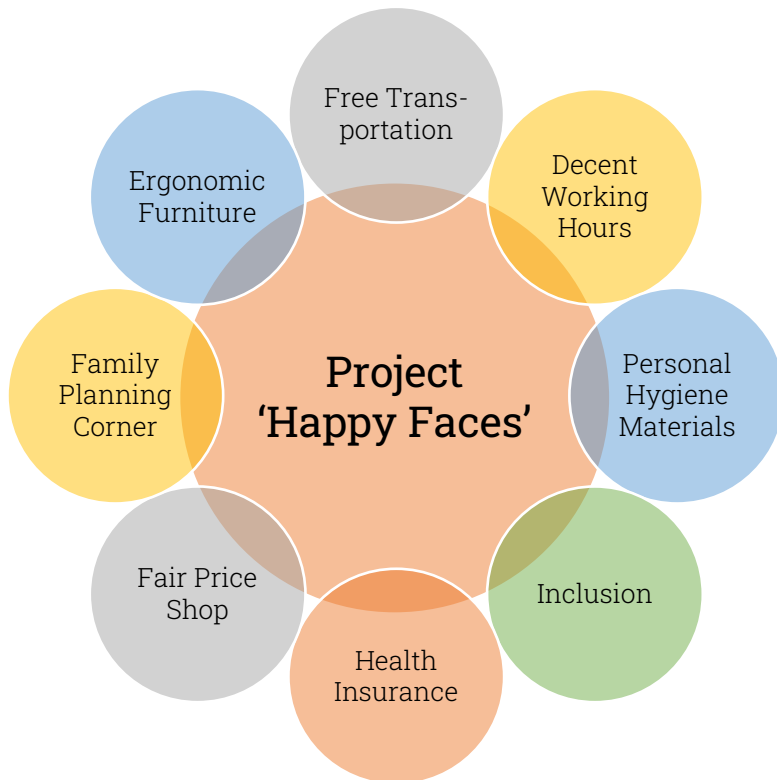 Free Trans-
portation
Decent
Working
Hours
Personal
Hygiene
Materials
Inclusion
Health
Insurance
Fair Price
Shop
Family
Planning
Corner
Ergonomic
Furniture
Project
‘Happy Faces’